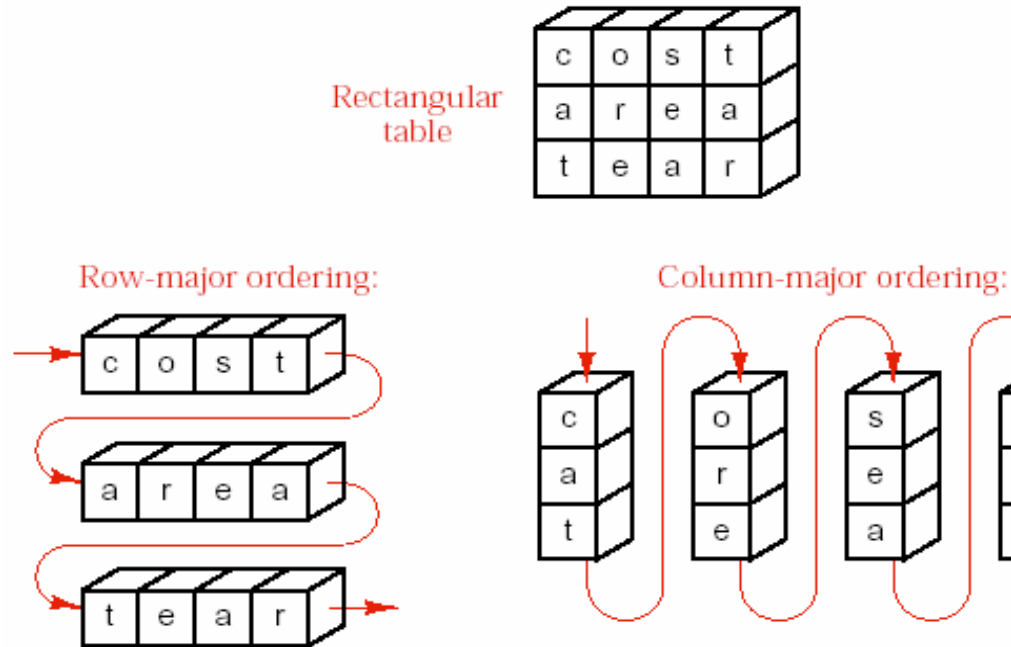 c o s t
a r e a
t e a r
Rectangular
table
Row-major ordering:
c o s t
a r e a
t e a r
Column-major ordering:
c o s
a r e
t e a